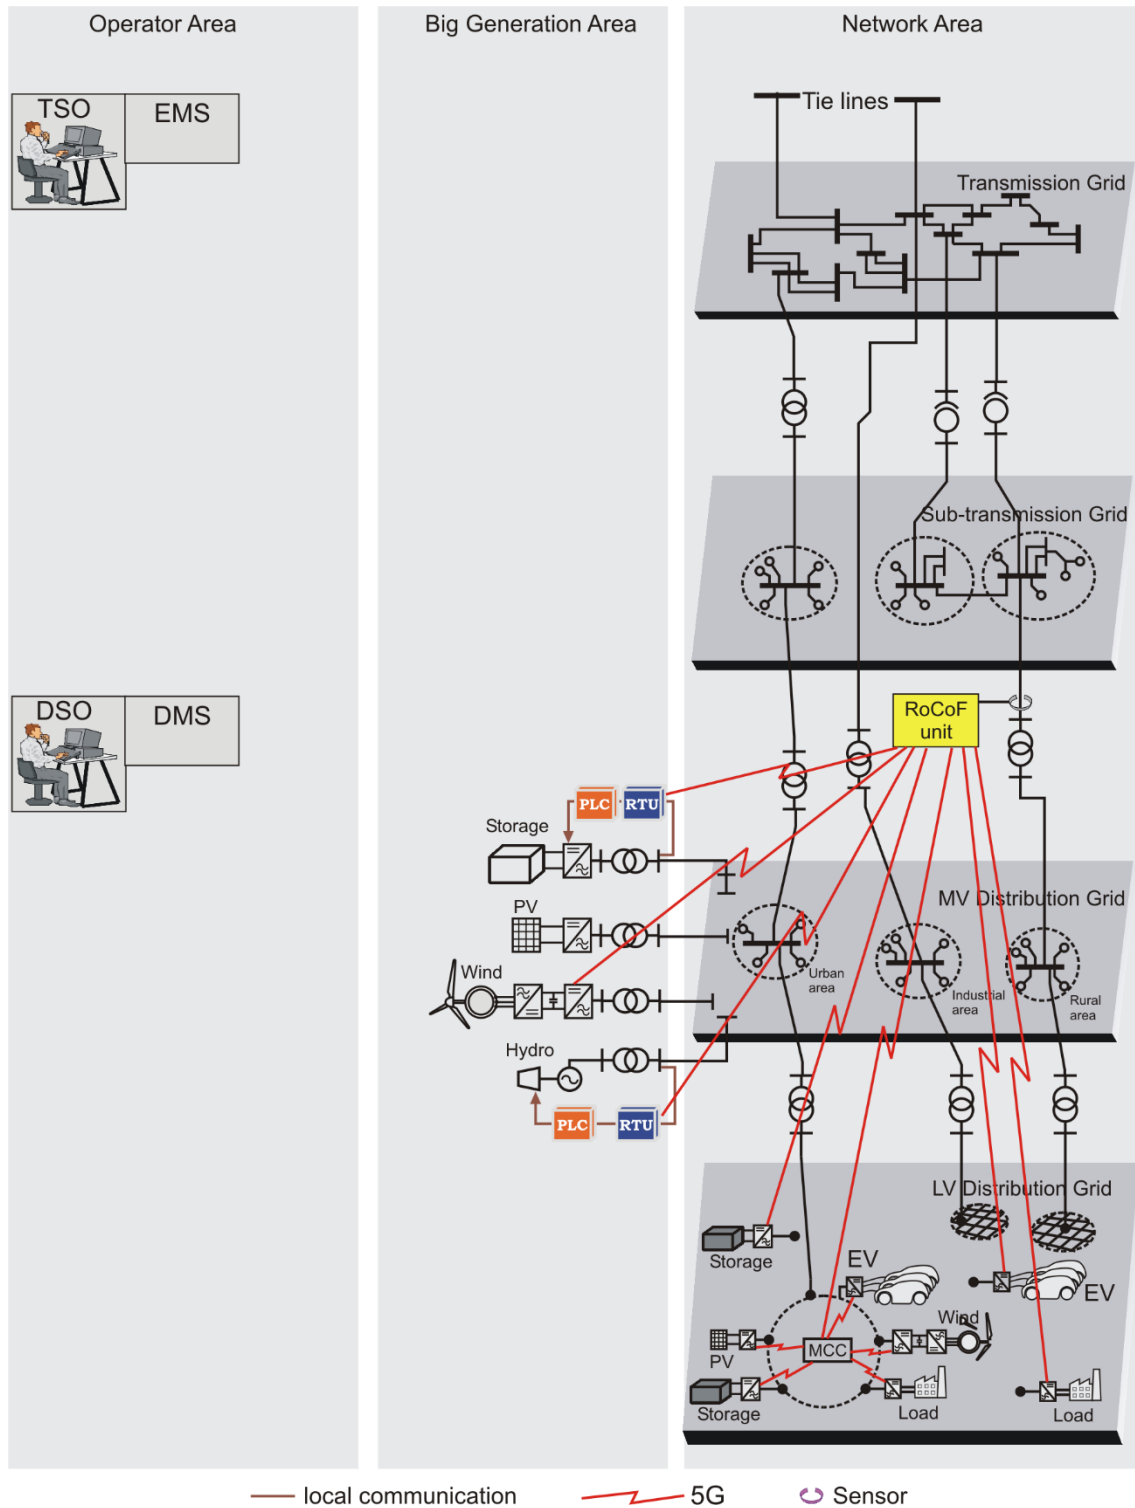 Operator Area
Big Generation Area
Network Area
TSO
EMS
Tie lines
Transmission Grid
Sub-transmission Grid
DSO
DMS
RoCoF
unit
PLC
RTU
Storage
PV
MV Distribution Grid
Wind
Urban
area
Industrial
area
Rural
area
Hydro
PLC
RTU
LV Distribution Grid
Storage
EV
EV
Wind
PV
MCC
Storage
Load
Load
local communication
5G
Sensor